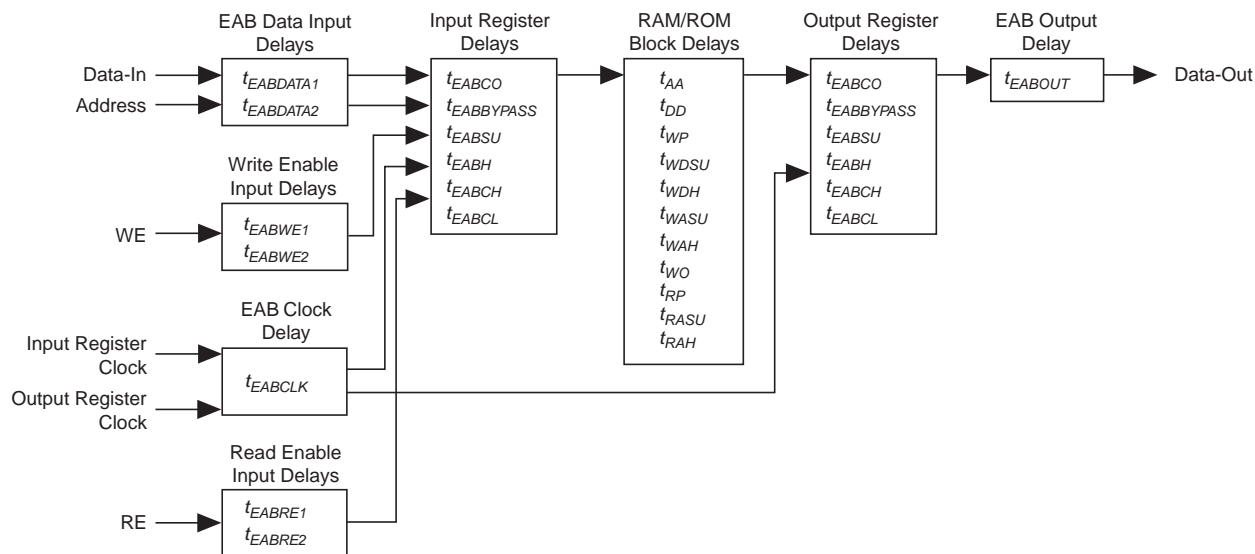 EAB Data Input
Delays
Input Register
Delays
RAM/ROM
Block Delays
Output Register
Delays
EAB Output
Delay
Data-In
Address
tEABDATA1
tEABDATA2
tEABCO
tEABBYPASS
tEABSU
tEABH
tEABCH
tEABCL
tAA
tDD
tWP
tWDSU
tWDH
tWASU
tWAH
tWO
tRP
tRASU
tRAH
tEABCO
tEABBYPASS
tEABSU
tEABH
tEABCH
tEABCL
tEABOUT
Data-Out
Write Enable
Input Delays
WE
tEABWE1
tEABWE2
EAB Clock
Delay
Input Register
Clock
Output Register
Clock
tEABCLK
Read Enable
Input Delays
RE
tEABRE1
tEABRE2